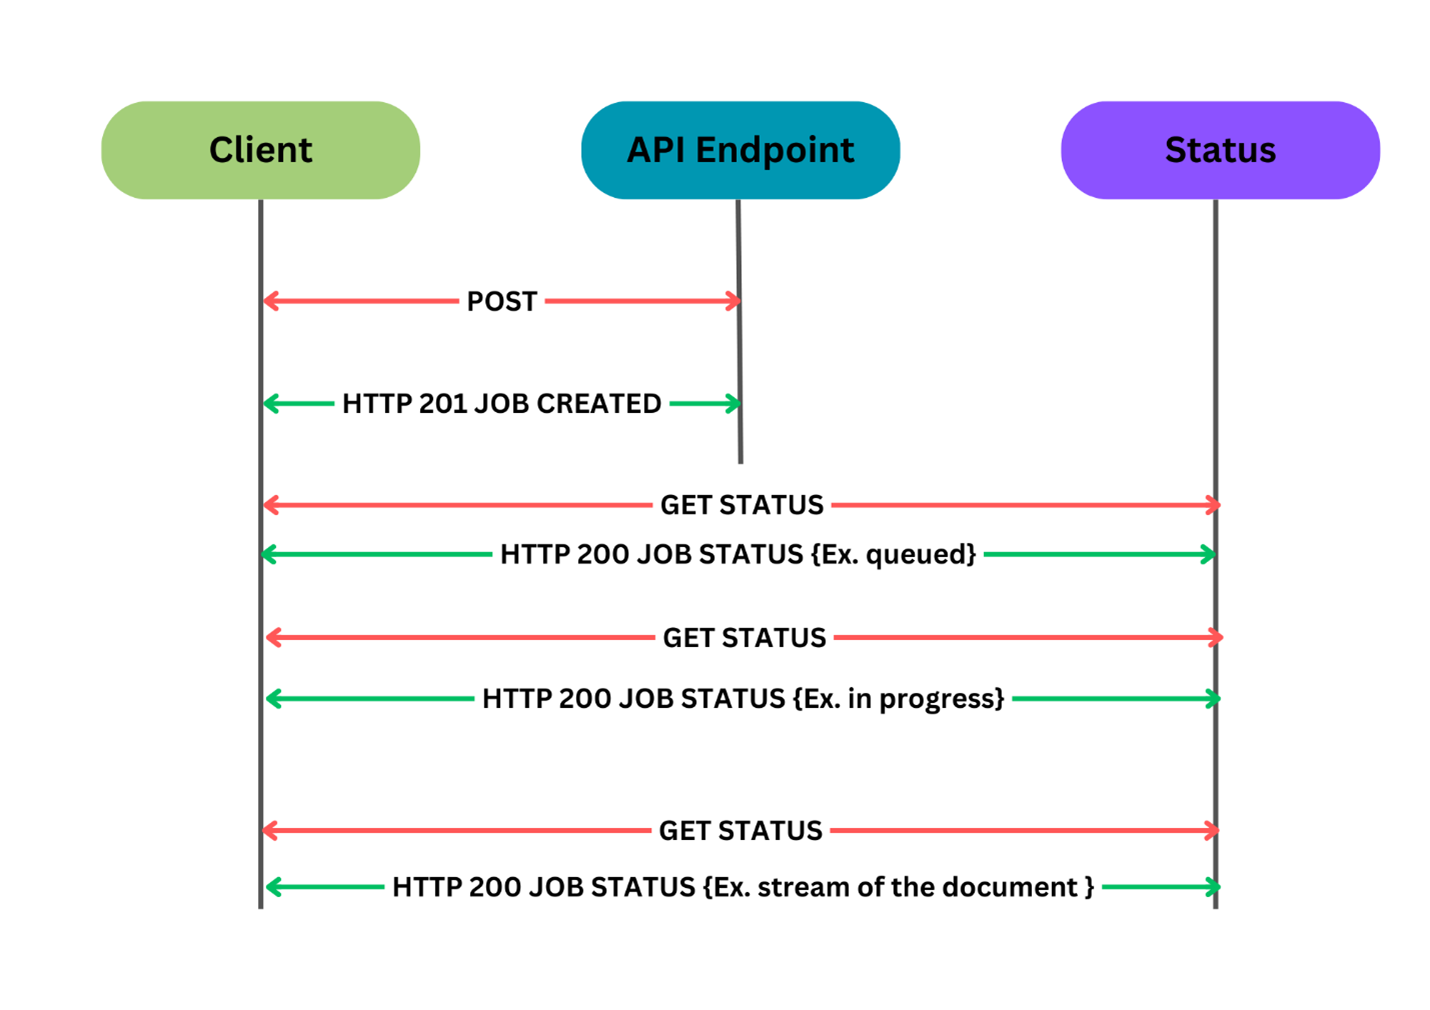 Client
API Endpoint
Status
POST
HTTP 201 JOB CREATED
GET STATUS
HTTP 200 JOB STATUS {Ex. queued}
GET STATUS
HTTP 200 JOB STATUS {Ex. in progress}
GET STATUS
HTTP 200 JOB STATUS {Ex. stream of the document }